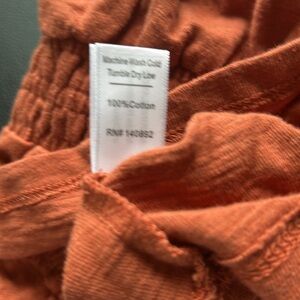 Machine Wash Cold
Tumble Dry Low
100%Cotton
RN# 140892